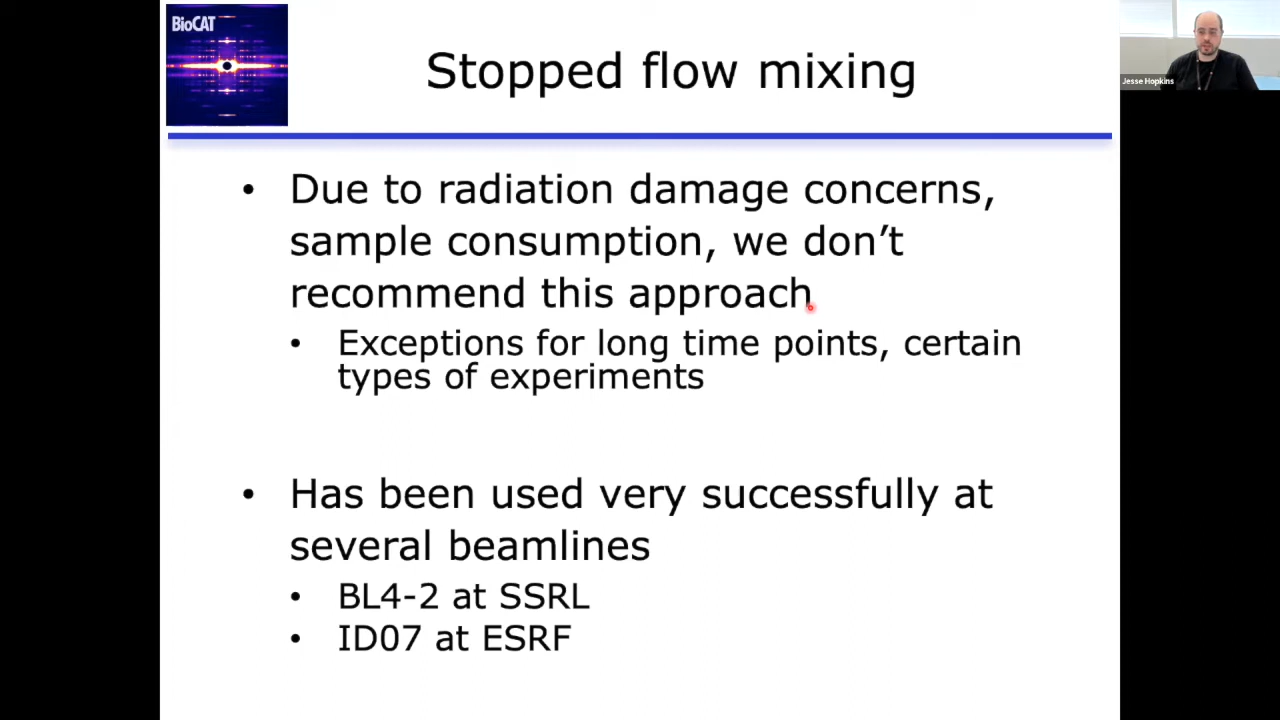 BioCAT
Stopped flow mixing
Jesse Hopkins
• Due to radiation damage concerns,
sample consumption, we don’t
recommend this approach
• Exceptions for long time points, certain
types of experiments
• Has been used very successfully at
several beamlines
• BL4-2 at SSRL
• ID07 at ESRF